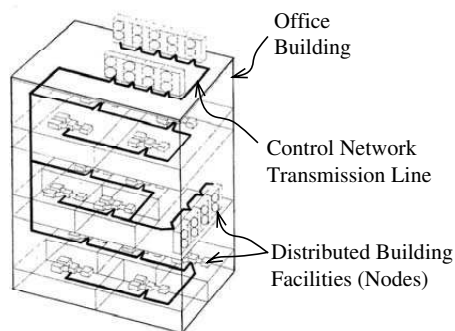 Office
Building
Control Network
Transmission Line
Distributed Building
Facilities (Nodes)